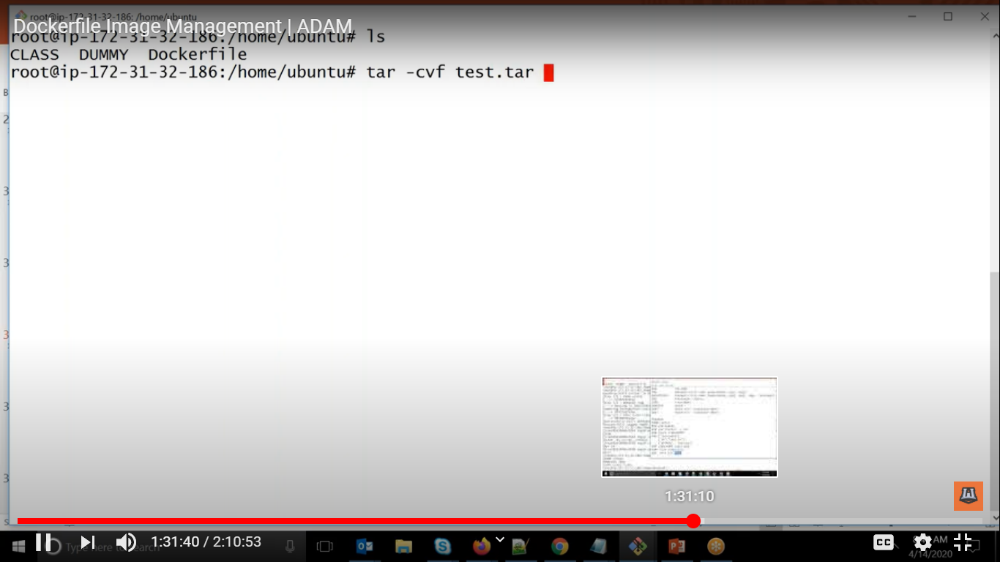 root@ip-172-31-32-186: /home/ubuntu
Dockerfile Image Management | ADAM
root@ip-172-31-32-186:/home/ubuntu# ls
CLASS  DUMMY  Dockerfile
root@ip-172-31-32-186:/home/ubuntu# tar -cvf test.tar
1:31:10
1:31:40 / 2:10:53
Type here to search
CC
AM
4/14/2020